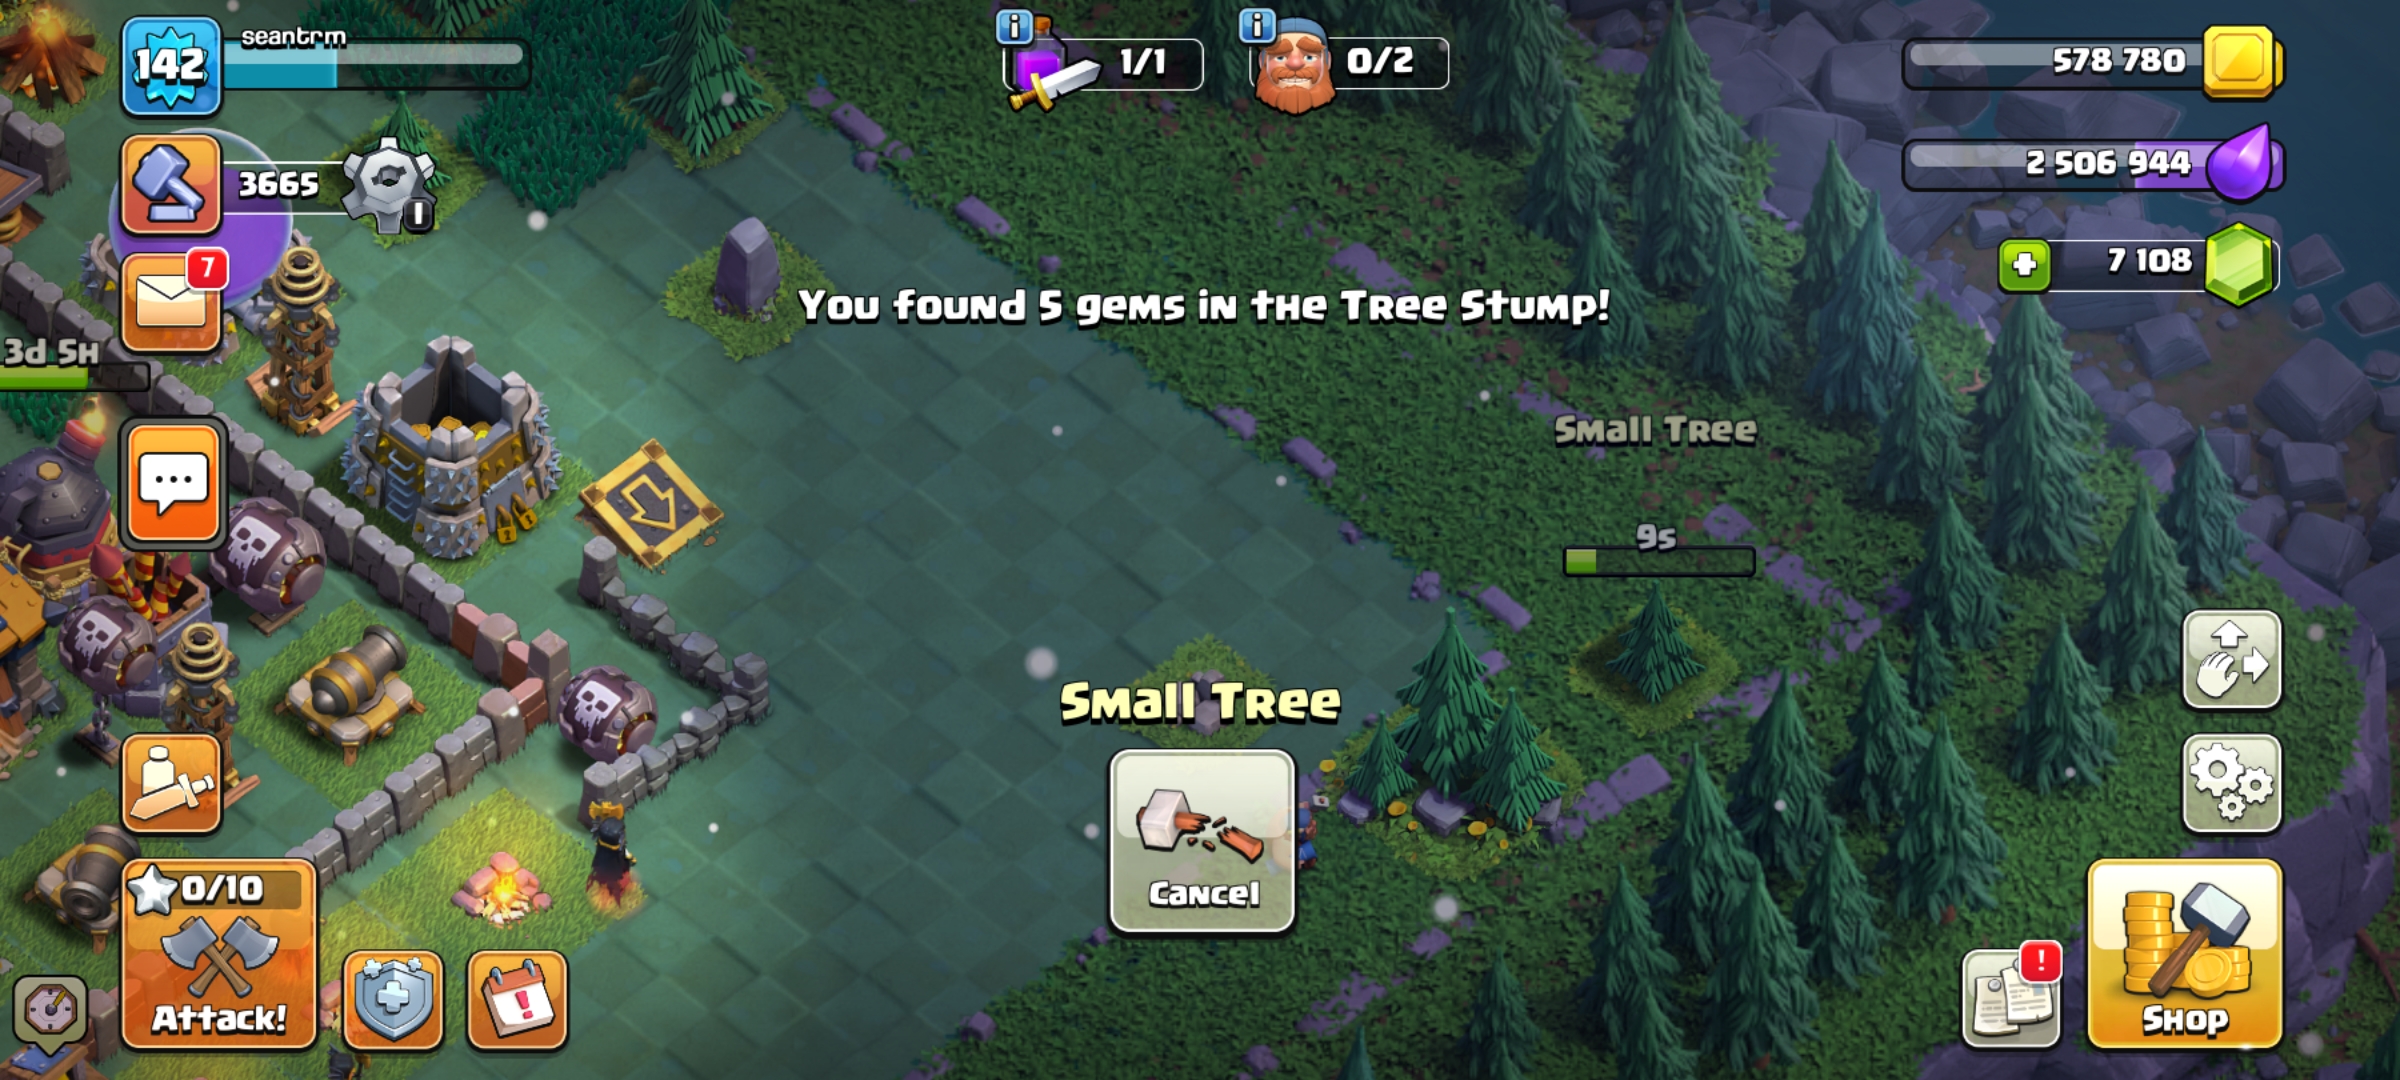 seantrm
142
1/1
0/2
578 780
3665
2 506 944
7
7 108
You found 5 gems in the Tree Stump!
3d 5h
Small Tree
9s
Small Tree
Cancel
0/10
Attack!
!
!
Shop